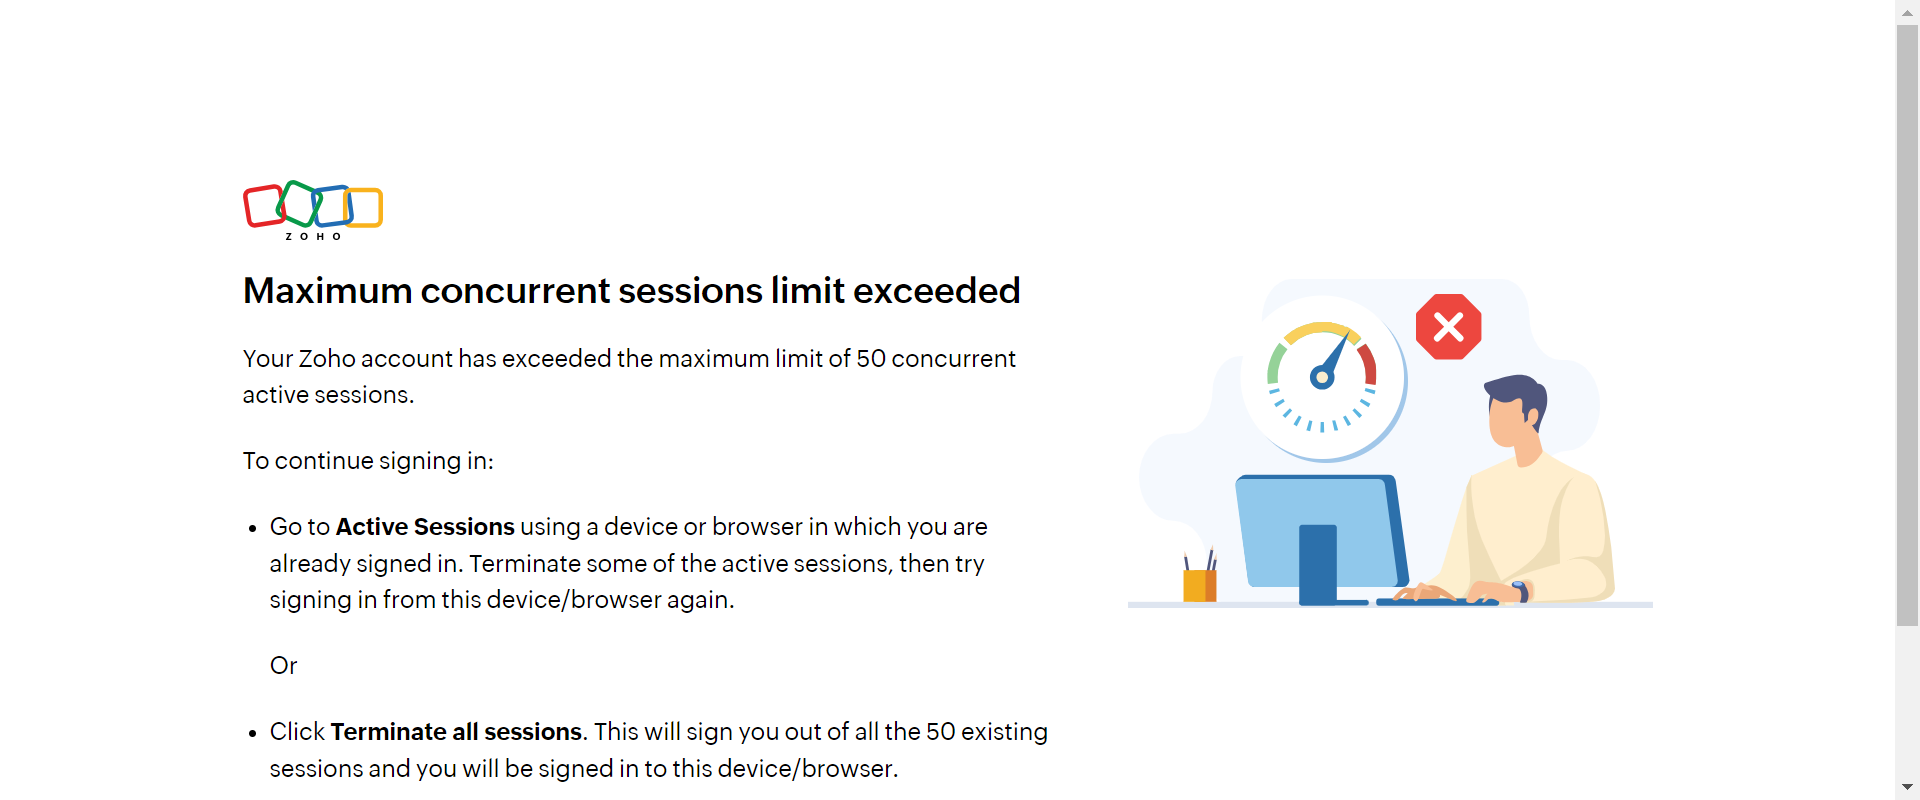 ZOHO
Maximum concurrent sessions limit exceeded
Your Zoho account has exceeded the maximum limit of 50 concurrent
active sessions.
To continue signing in:
• Go to Active Sessions using a device or browser in which you are
already signed in. Terminate some of the active sessions, then try
signing in from this device/browser again.
Or
• Click Terminate all sessions. This will sign you out of all the 50 existing
sessions and you will be signed in to this device/browser.